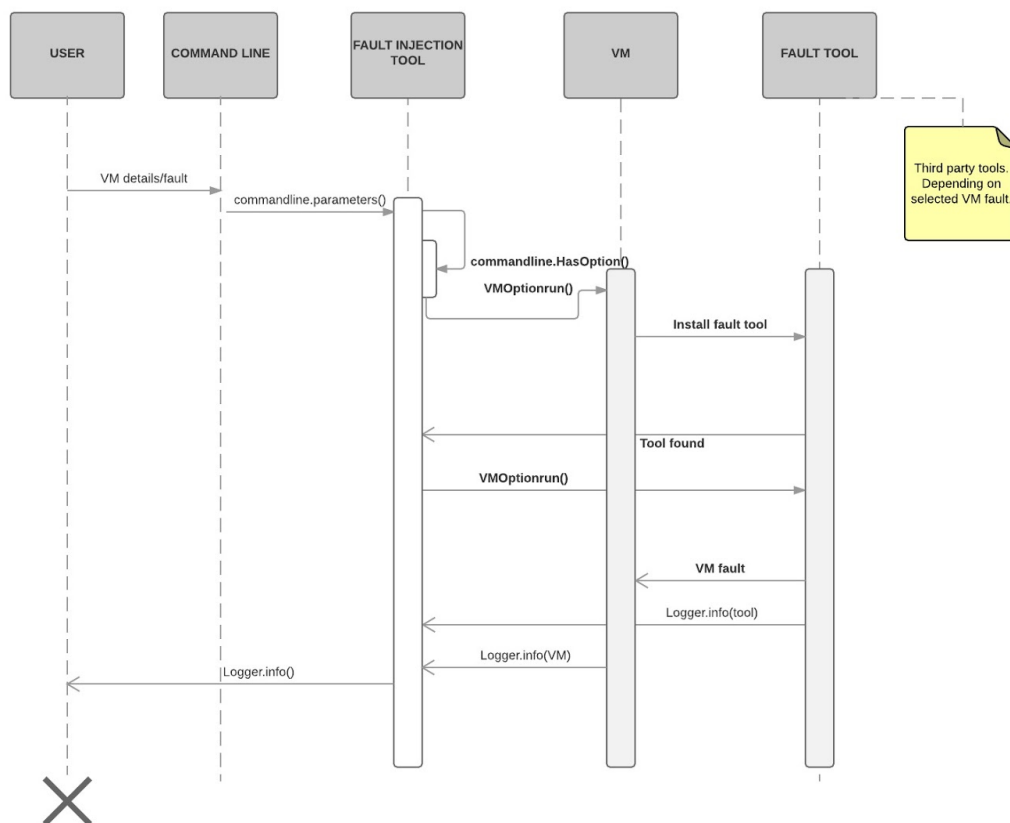 USER
COMMAND LINE
FAULT INJECTION
TOOL
VM
FAULT TOOL
Third party tools.
Depending on
selected VM fault.
VM details/fault
commandline.parameters()
commandline.HasOption()
VMOptionrun()
Install fault tool
Tool found
VMOptionrun()
VM fault
Logger.info(tool)
Logger.info(VM)
Logger.info()